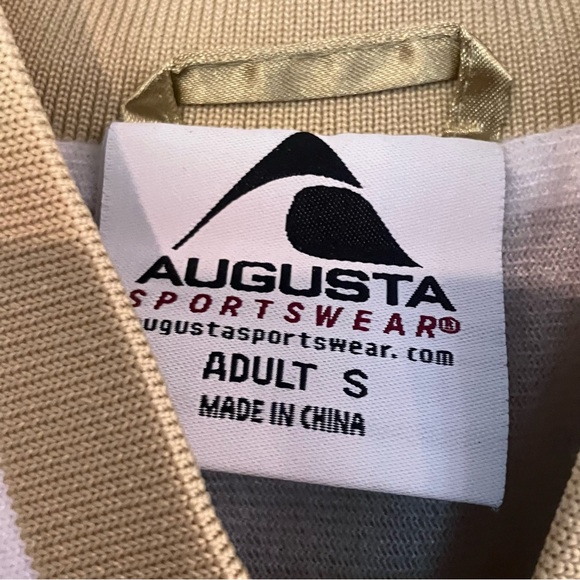 AUGUSTA
SPORTSWEAR®
augustasportswear.com
ADULT S
MADE IN CHINA